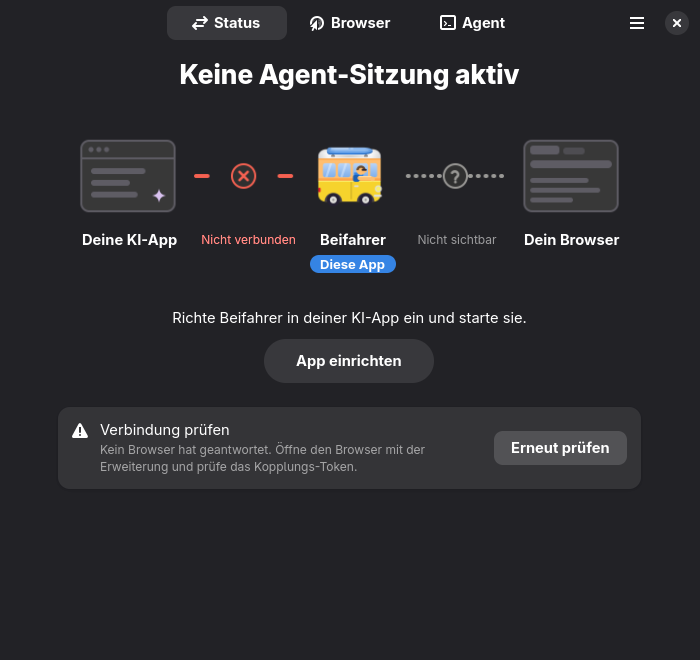 Status
Browser
Agent
Keine Agent-Sitzung aktiv
Deine KI-App
Nicht verbunden
Beifahrer
Nicht sichtbar
Dein Browser
Diese App
Richte Beifahrer in deiner KI-App ein und starte sie.
App einrichten
Verbindung prüfen
Kein Browser hat geantwortet. Öffne den Browser mit der
Erweiterung und prüfe das Kopplungs-Token.
Erneut prüfen